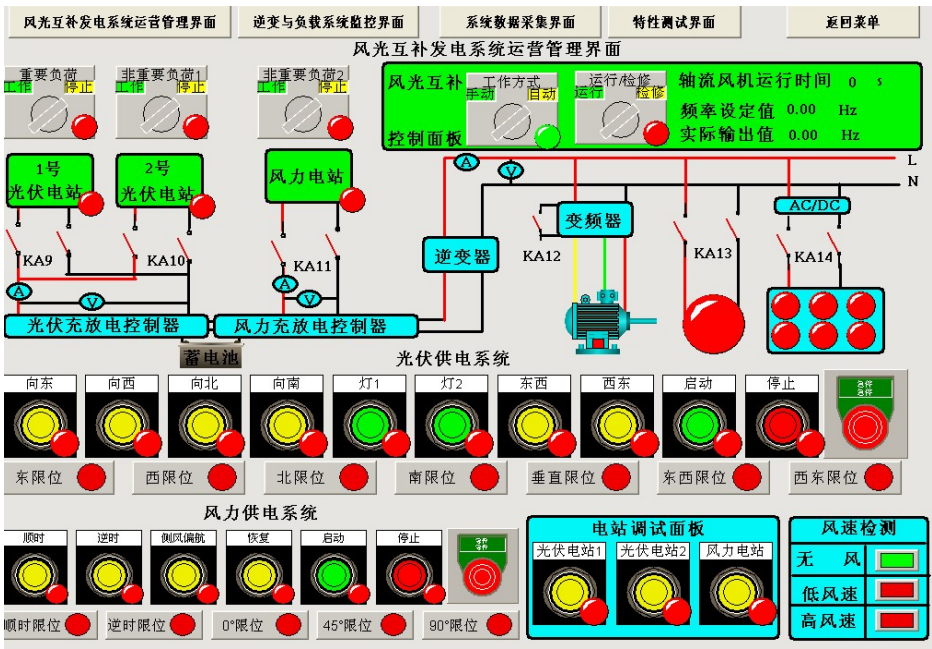 风光互补发电系统运营管理界面
逆变与负载系统监控界面
系统数据采集界面
特性测试界面
返回菜单
风光互补发电系统运营管理界面
重要负荷
工作 停止
非重要负荷1
工作 停止
非重要负荷2
工作 停止
风光互补
控制面板
工作方式
手动 自动
运行/检修
运行 检修
轴流风机运行时间 0 s
频率设定值 0.00 Hz
实际输出值 0.00 Hz
L
N
1号
光伏电站
2号
光伏电站
风力电站
A
V
变频器
AC/DC
KA9
KA10
KA11
逆变器
KA12
KA13
KA14
A
V
A
V
光伏充放电控制器
风力充放电控制器
蓄电池
光伏供电系统
向东
向西
向北
向南
灯1
灯2
东西
西东
启动
停止
急停
急停
东限位
西限位
北限位
南限位
垂直限位
东西限位
西东限位
风力供电系统
顺时
逆时
侧风偏航
恢复
启动
停止
急停
急停
顺时限位
逆时限位
0°限位
45°限位
90°限位
电站调试面板
光伏电站1
光伏电站2
风力电站
风速检测
无 风
低风速
高风速